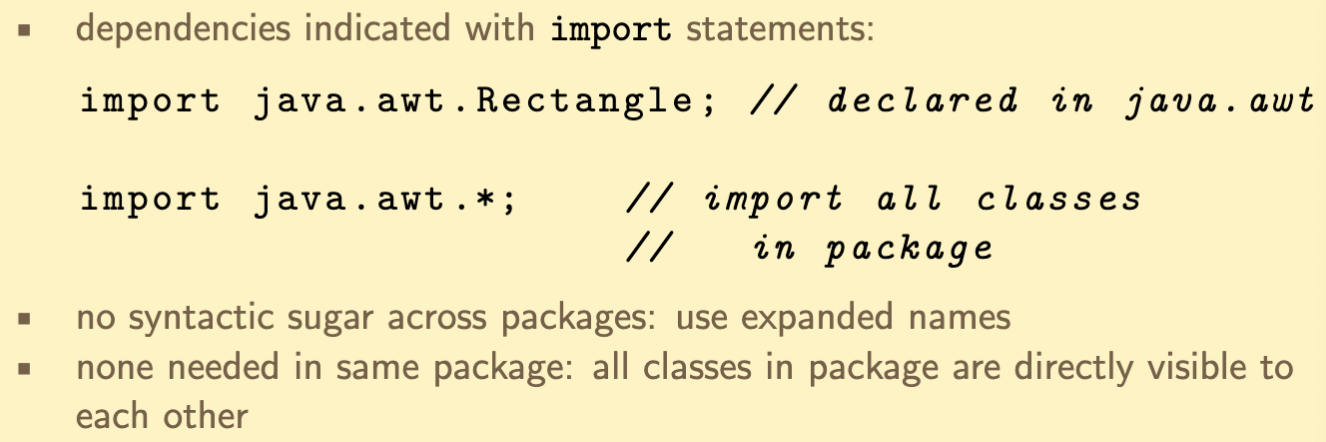 ▪ dependencies indicated with import statements:
import java.awt.Rectangle; // declared in java.awt
import java.awt.*; // import all classes
// in package
▪ no syntactic sugar across packages: use expanded names
▪ none needed in same package: all classes in package are directly visible to
each other